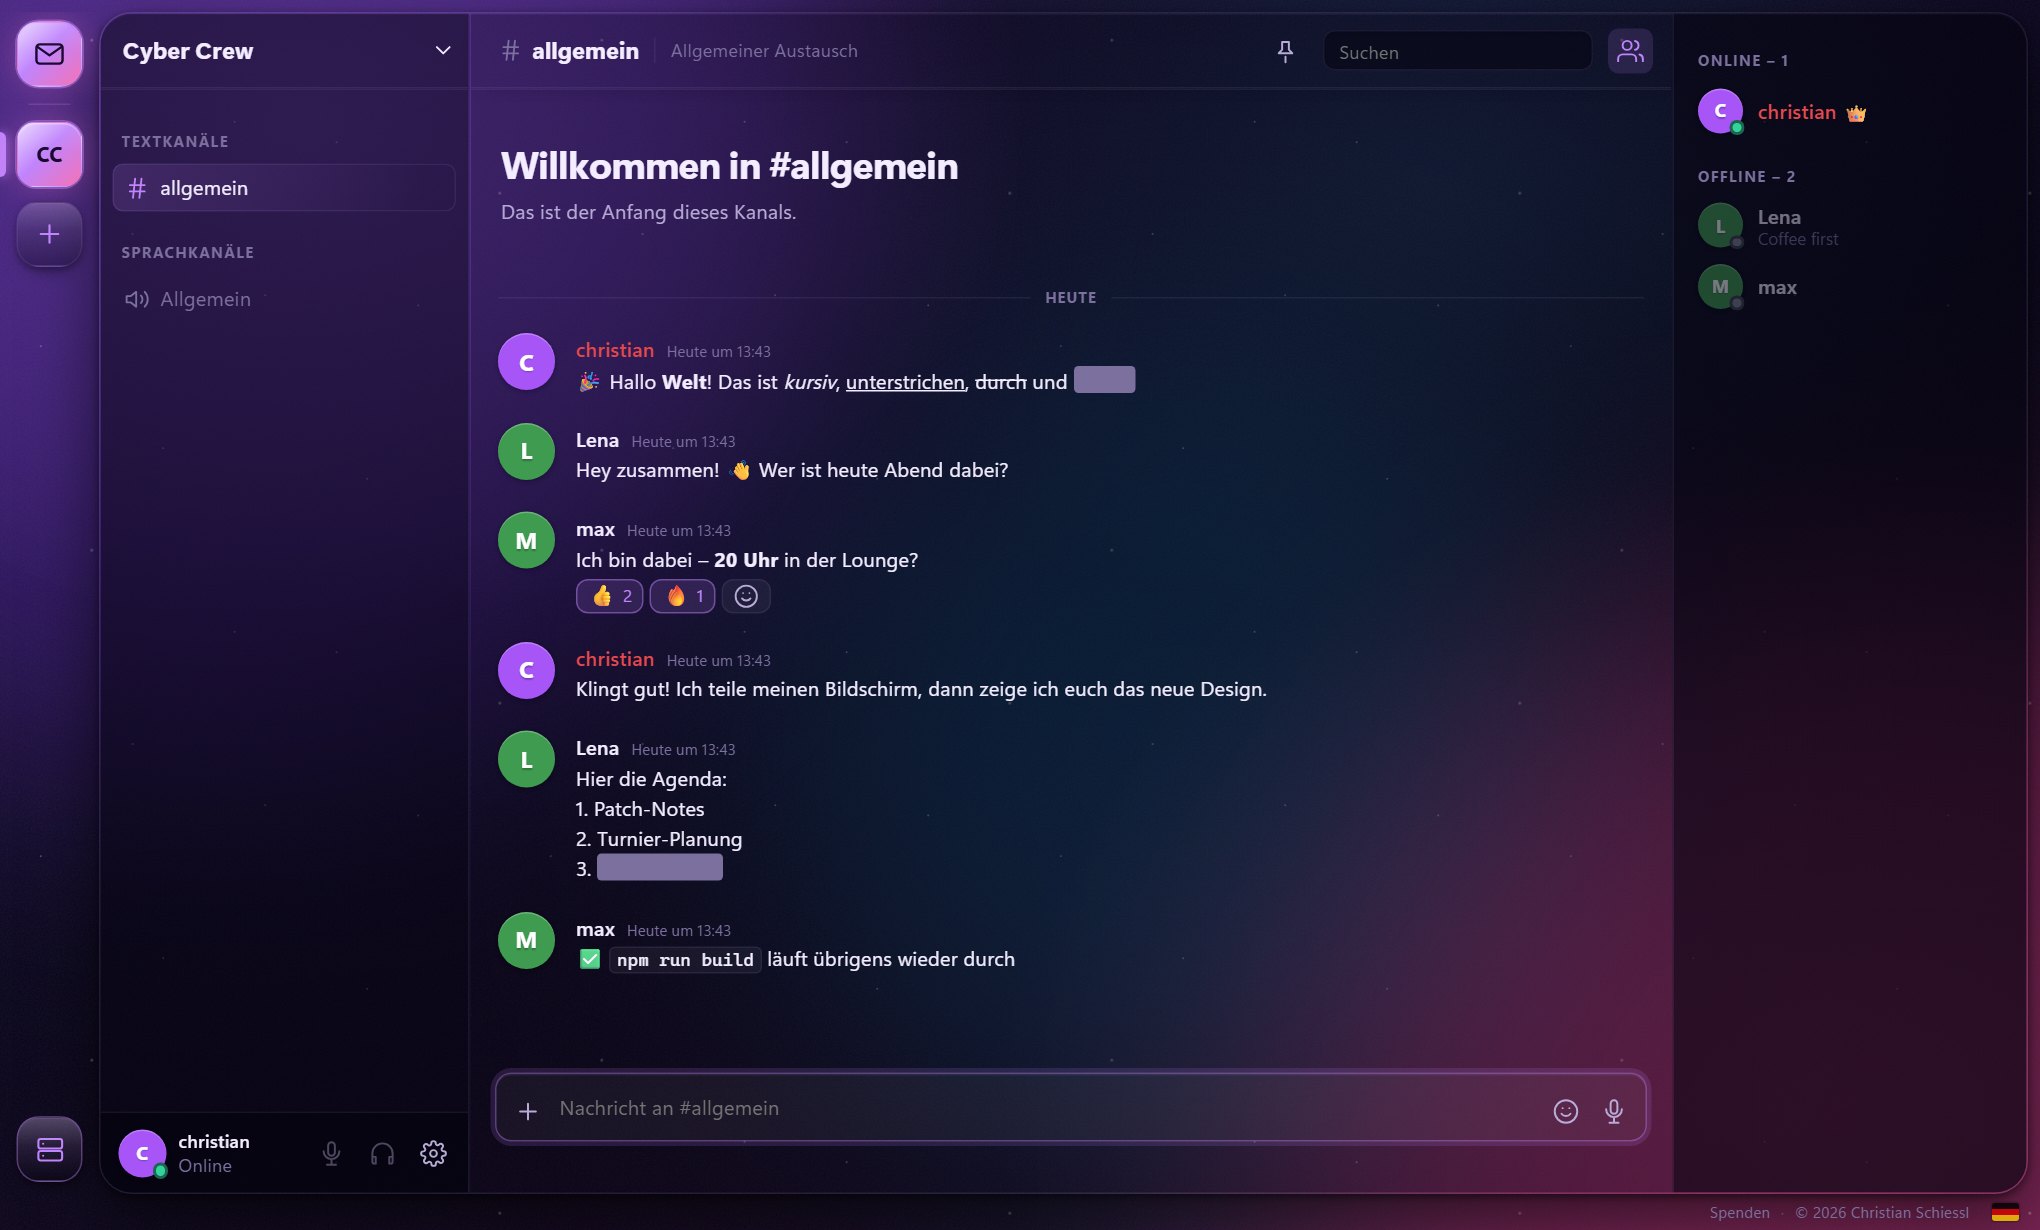 Cyber Crew
CC
TEXTKANÄLE
# allgemein
SPRACHKANÄLE
Allgemein
C
christian
Online
# allgemein
Allgemeiner Austausch
Suchen
Willkommen in #allgemein
Das ist der Anfang dieses Kanals.
HEUTE
C
christian Heute um 13:43
🎉 Hallo Welt! Das ist kursiv, unterstrichen, durch und
L
Lena Heute um 13:43
Hey zusammen! 👋 Wer ist heute Abend dabei?
M
max Heute um 13:43
Ich bin dabei – 20 Uhr in der Lounge?
👍 2 🔥 1
C
christian Heute um 13:43
Klingt gut! Ich teile meinen Bildschirm, dann zeige ich euch das neue Design.
L
Lena Heute um 13:43
Hier die Agenda:
1. Patch-Notes
2. Turnier-Planung
3.
M
max Heute um 13:43
✅ npm run build läuft übrigens wieder durch
Nachricht an #allgemein
ONLINE – 1
C
christian 👑
OFFLINE – 2
L
Lena
Coffee first
M
max
Spenden · © 2026 Christian Schiessl